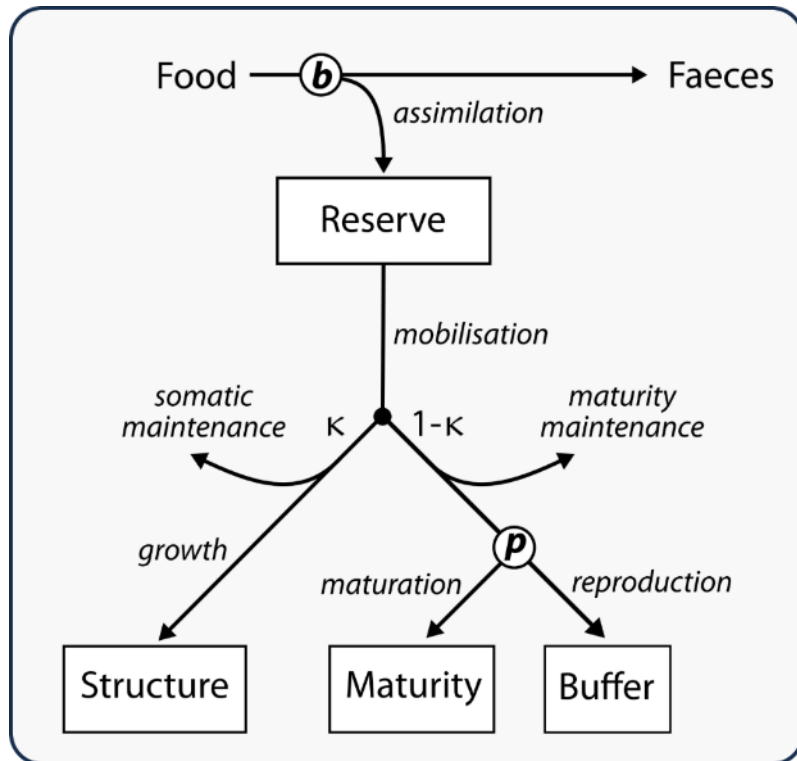 Food
b
Faeces
assimilation
Reserve
mobilisation
somatic
maintenance
κ
1-κ
maturity
maintenance
growth
p
maturation
reproduction
Structure
Maturity
Buffer